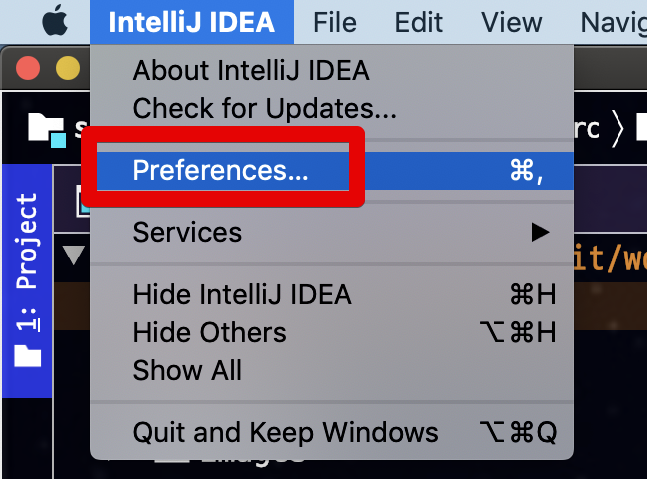 IntelliJ IDEA File Edit View Navig
About IntelliJ IDEA
Check for Updates...
rc
Preferences... ⌘,
1: Project
Services ▶
it/w
Hide IntelliJ IDEA ⌘H
Hide Others ⌥⌘H
Show All
Quit and Keep Windows ⌥⌘Q
images